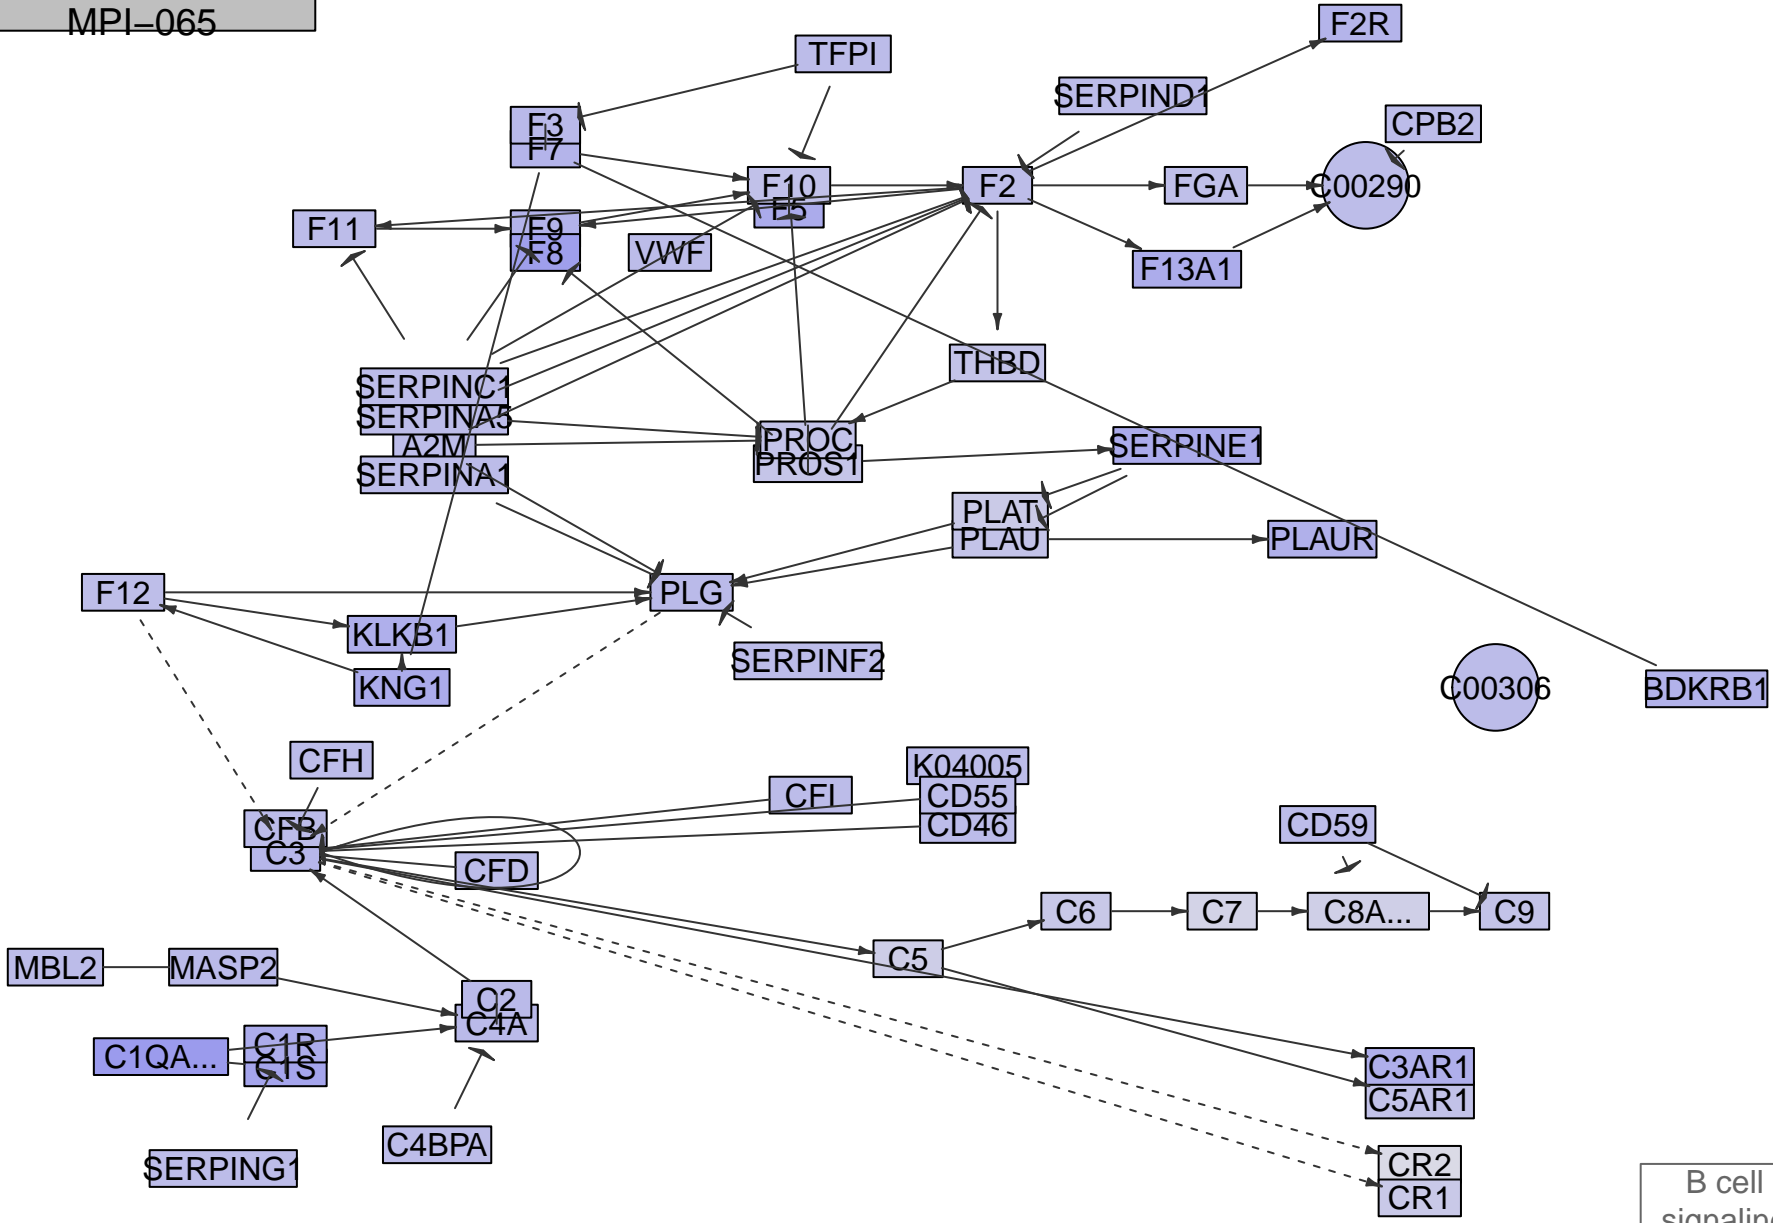 MPI–065
F2R
TFPI
SERPIND1
CPB2
F3
F7
F10
F5
F2
FGA
C00290
F11
F9
F8
VWF
F13A1
THBD
SERPINC1
SERPINA5
A2M
SERPINA1
PROC
PROS1
SERPINE1
PLAT
PLAU
PLAUR
F12
PLG
KLKB1
SERPINF2
KNG1
C00306
BDKRB1
CFH
K04005
CFI
CD55
CD46
CFB
C3
CD59
CFD
C6
C7
C8A...
C9
C5
MBL2
MASP2
C2
C4A
C1QA...
C1R
C1S
C3AR1
C5AR1
C4BPA
SERPING1
CR2
CR1
B cell
signaling